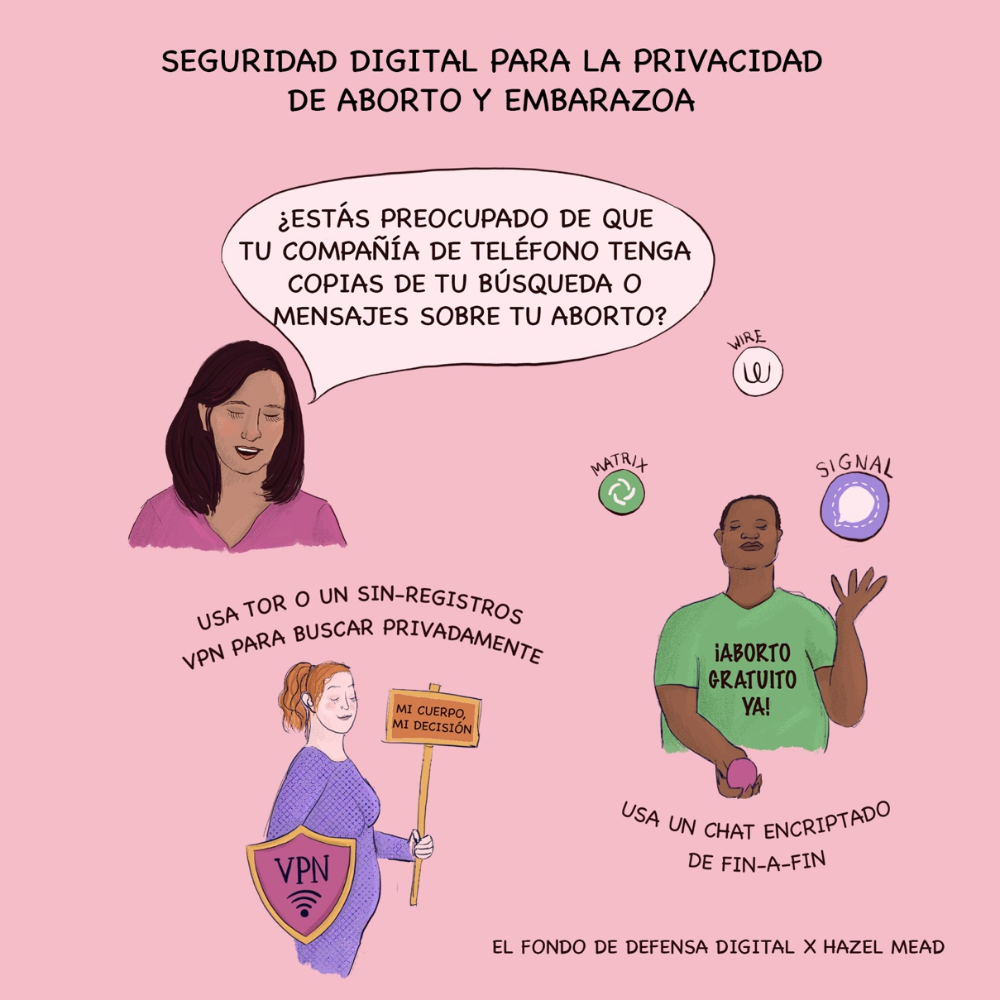 SEGURIDAD DIGITAL PARA LA PRIVACIDAD
DE ABORTO Y EMBARAZOA
¿ESTÁS PREOCUPADO DE QUE
TU COMPAÑÍA DE TELÉFONO TENGA
COPIAS DE TU BÚSQUEDA O
MENSAJES SOBRE TU ABORTO?
WIRE
MATRIX
SIGNAL
USA TOR O UN SIN-REGISTROS
VPN PARA BUSCAR PRIVADAMENTE
MI CUERPO,
MI DECISIÓN
VPN
¡ABORTO
GRATUITO
YA!
USA UN CHAT ENCRIPTADO
DE FIN-A-FIN
EL FONDO DE DEFENSA DIGITAL X HAZEL MEAD